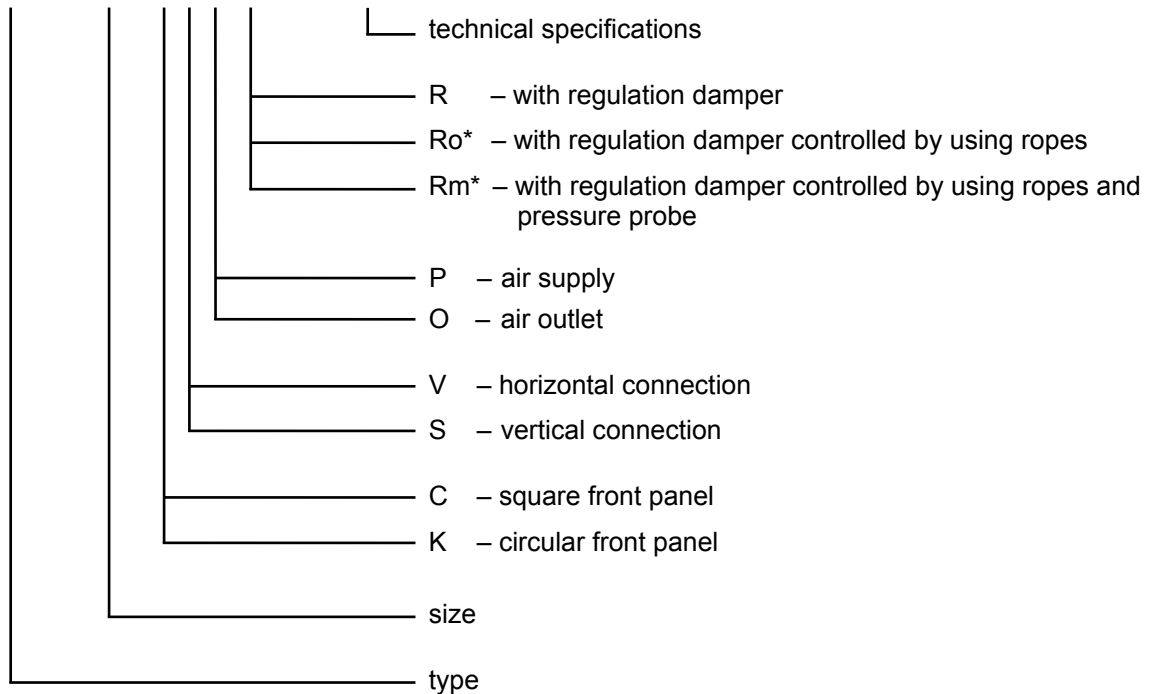 technical specifications
R – with regulation damper
Ro* – with regulation damper controlled by using ropes
Rm* – with regulation damper controlled by using ropes and
pressure probe
P – air supply
O – air outlet
V – horizontal connection
S – vertical connection
C – square front panel
K – circular front panel
size
type